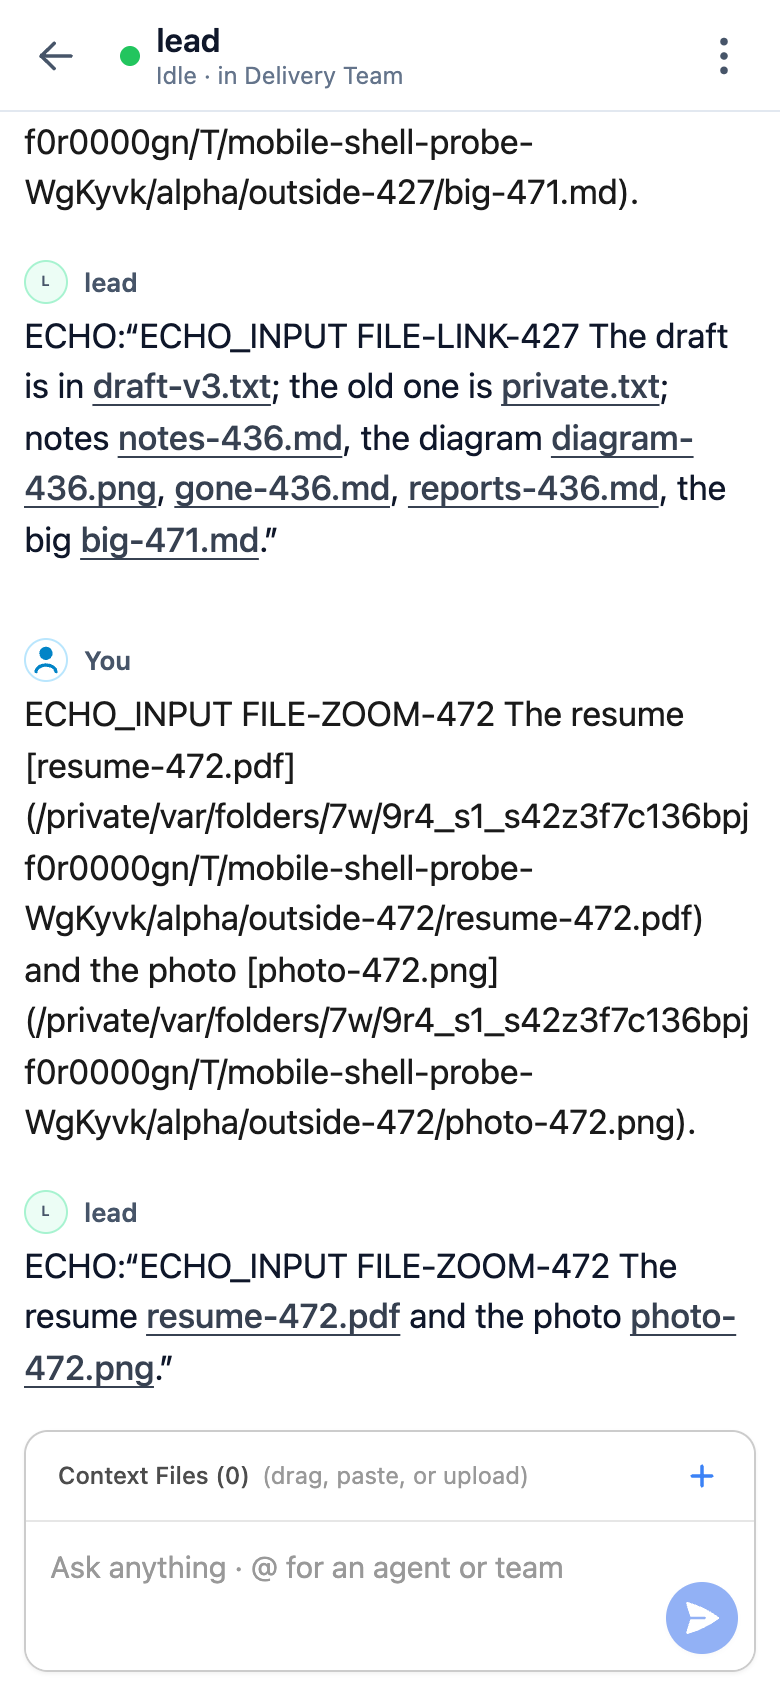 lead
Idle · in Delivery Team
f0r0000gn/T/mobile-shell-probe-
WgKyvk/alpha/outside-427/big-471.md).
L lead
ECHO:“ECHO_INPUT FILE-LINK-427 The draft
is in draft-v3.txt; the old one is private.txt;
notes notes-436.md, the diagram diagram-
436.png, gone-436.md, reports-436.md, the
big big-471.md.”
You
ECHO_INPUT FILE-ZOOM-472 The resume
[resume-472.pdf]
(/private/var/folders/7w/9r4_s1_s42z3f7c136bpj
f0r0000gn/T/mobile-shell-probe-
WgKyvk/alpha/outside-472/resume-472.pdf)
and the photo [photo-472.png]
(/private/var/folders/7w/9r4_s1_s42z3f7c136bpj
f0r0000gn/T/mobile-shell-probe-
WgKyvk/alpha/outside-472/photo-472.png).
L lead
ECHO:“ECHO_INPUT FILE-ZOOM-472 The
resume resume-472.pdf and the photo photo-
472.png.”
Context Files (0) (drag, paste, or upload)
Ask anything · @ for an agent or team